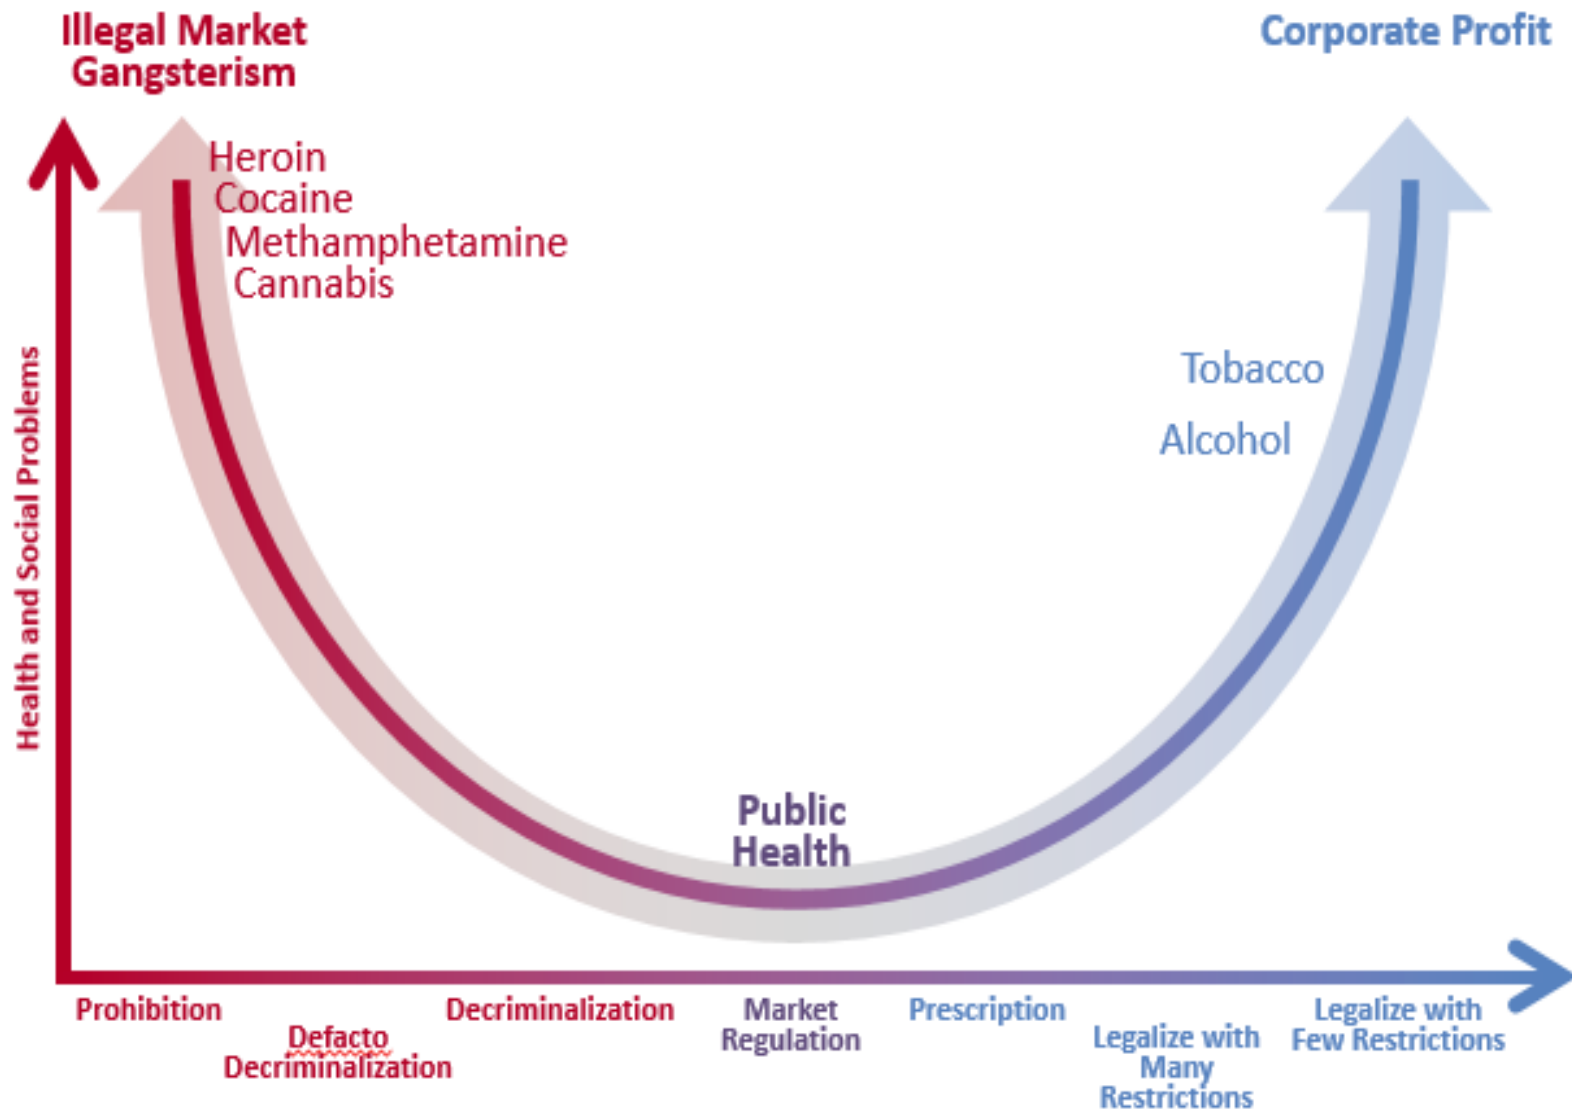 Illegal Market
Gangsterism
Corporate Profit
Heroin
Cocaine
Methamphetamine
Cannabis
Tobacco
Alcohol
Health and Social Problems
Public
Health
Prohibition
Defacto
Decriminalization
Decriminalization
Market
Regulation
Prescription
Legalize with
Many
Restrictions
Legalize with
Few Restrictions